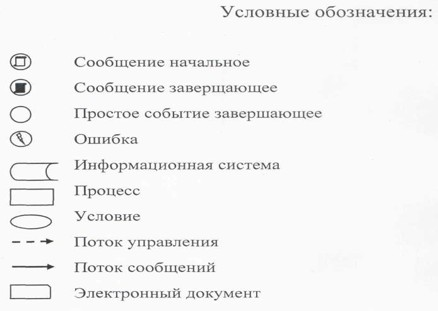 Условные обозначения:
Сообщение начальное
Сообщение заверщающее
Простое событие завершающее
Ошибка
Информационная система
Процесс
Условие
Поток управления
Поток сообщений
Электронный документ